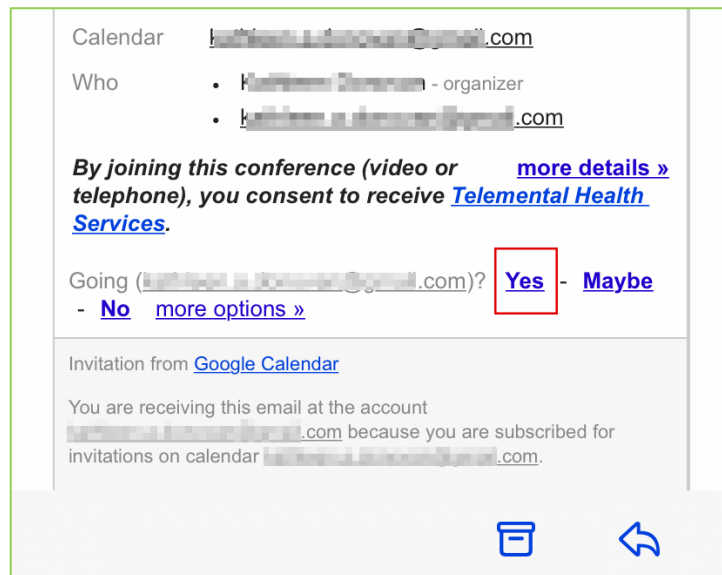 Calendar .com
Who • - organizer
• .com
By joining this conference (video or more details »
telephone), you consent to receive Telemental Health
Services.
Going ( .com)? Yes - Maybe
- No more options »
Invitation from Google Calendar
You are receiving this email at the account
.com because you are subscribed for
invitations on calendar .com.